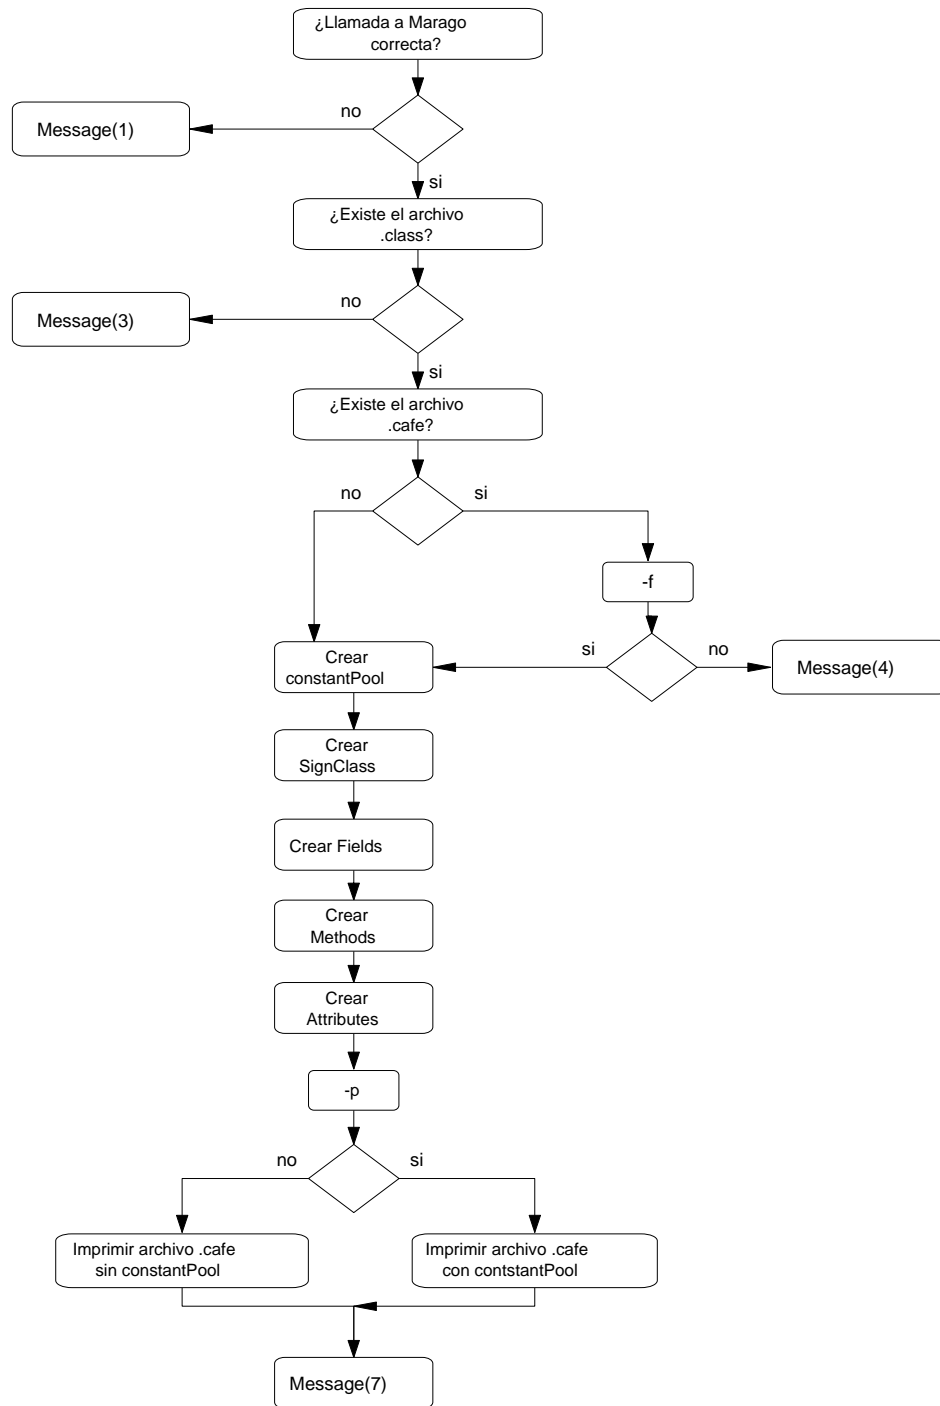 ¿Llamada a Marago
correcta?
no
Message(1)
si
¿Existe el archivo
.class?
no
Message(3)
si
¿Existe el archivo
.cafe?
no
si
-f
si
no
Crear
constantPool
Message(4)
Crear
SignClass
Crear Fields
Crear
Methods
Crear
Attributes
-p
no
si
Imprimir archivo .cafe
sin constantPool
Imprimir archivo .cafe
con contstantPool
Message(7)